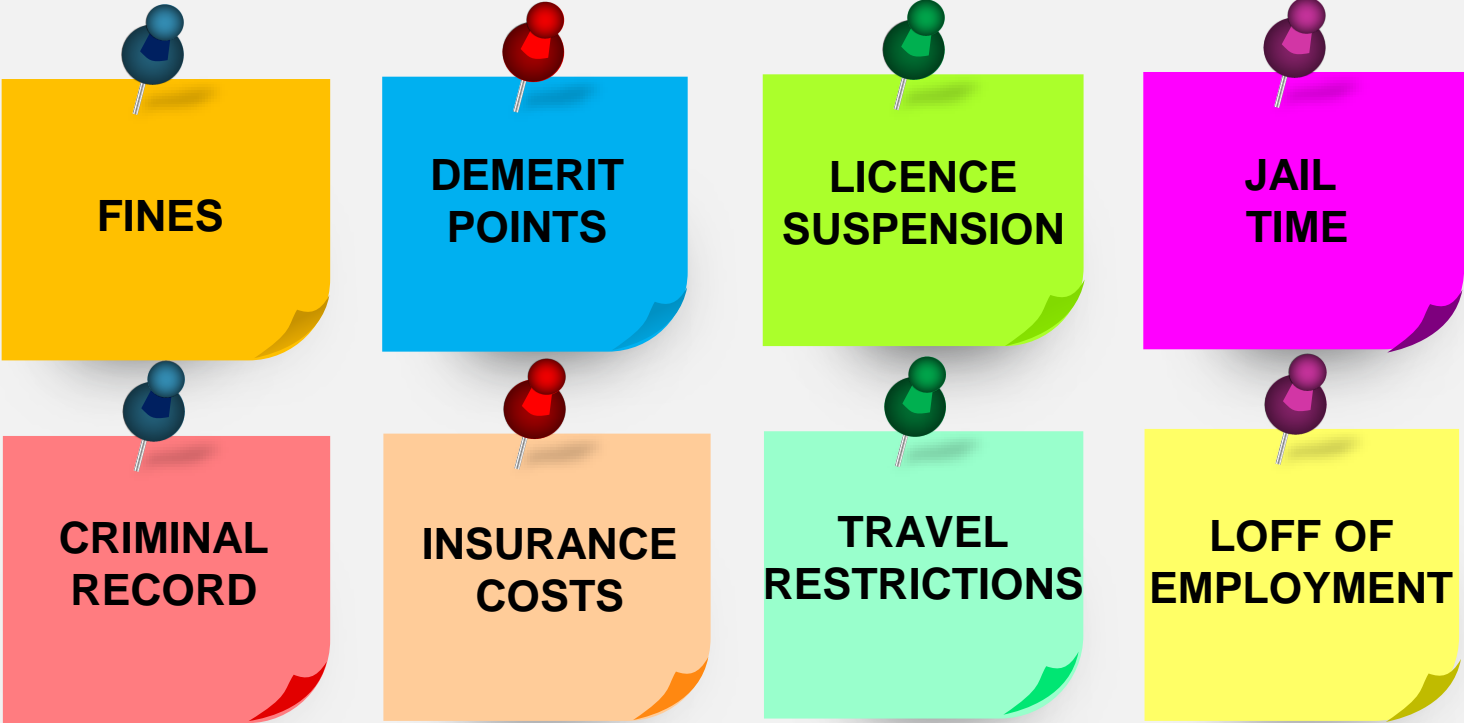 FINES
DEMERIT
POINTS
LICENCE
SUSPENSION
JAIL
TIME
CRIMINAL
RECORD
INSURANCE
COSTS
TRAVEL
RESTRICTIONS
LOFF OF
EMPLOYMENT